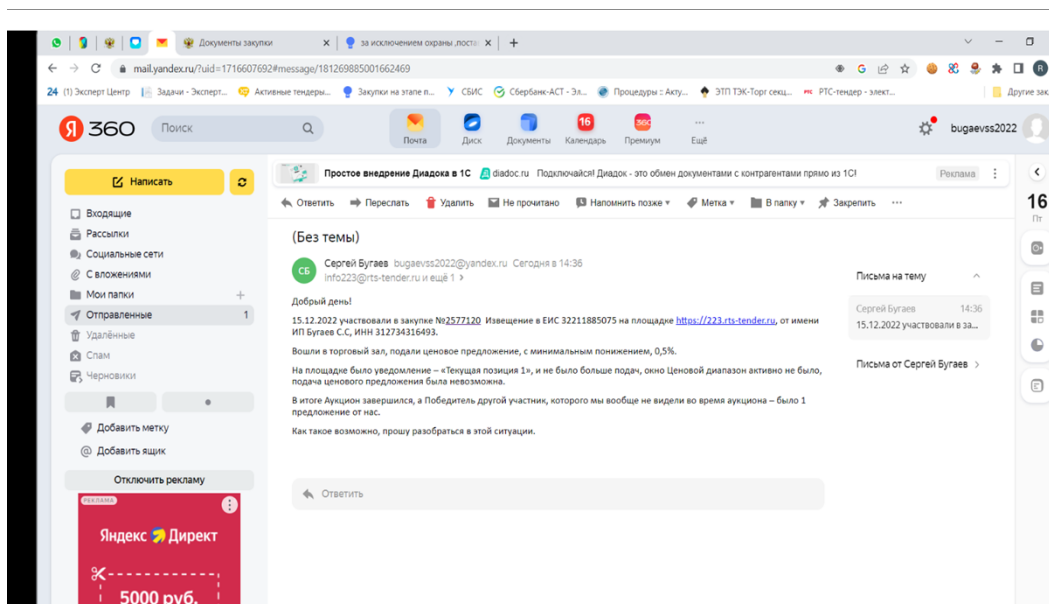 Документы закупки
за исключением охраны ,поста
mail.yandex.ru/?uid=1716607692#message/181269885001662469
24 (1) Эксперт Центр
Задачи - Эксперт...
Активные тендеры...
Закупки на этапе п...
СБИС
Сбербанк-АСТ - Эл...
Процедуры :: Акту...
ЭТП ТЭК-Торг секц...
РТС-тендер - элект...
Другие зак
Я 360
Поиск
Почта
Диск
Документы
16
Календарь
360
Премиум
Ещё
bugaevss2022
Написать
Входящие
Рассылки
Социальные сети
С вложениями
Мои папки
Отправленные 1
Удалённые
Спам
Черновики
Добавить метку
Добавить ящик
Отключить рекламу
РЕКЛАМА
Яндекс Директ
5000 руб.
Простое внедрение Диадока в 1С diadoc.ru Подключайся! Диадок - это обмен документами с контрагентами прямо из 1С!
Реклама
Ответить Переслать Удалить Не прочитано Напомнить позже Метка В папку Закрепить
(Без темы)
СБ
Сергей Бугаев bugaevss2022@yandex.ru Сегодня в 14:36
info223@rts-tender.ru и ещё 1
Добрый день!
15.12.2022 участвовали в закупке №2577120 Извещение в ЕИС 32211885075 на площадке https://223.rts-tender.ru, от имени
ИП Бугаев С.С, ИНН 312734316493.
Вошли в торговый зал, подали ценовое предложение, с минимальным понижением, 0,5%.
На площадке было уведомление – «Текущая позиция 1», и не было больше подач, окно Ценовой диапазон активно не было,
подача ценового предложения была невозможна.
В итоге Аукцион завершился, а Победитель другой участник, которого мы вообще не видели во время аукциона – было 1
предложение от нас.
Как такое возможно, прошу разобраться в этой ситуации.
Ответить
Письма на тему
Сергей Бугаев 14:36
15.12.2022 участвовали в за...
Письма от Сергей Бугаев
16
Пт